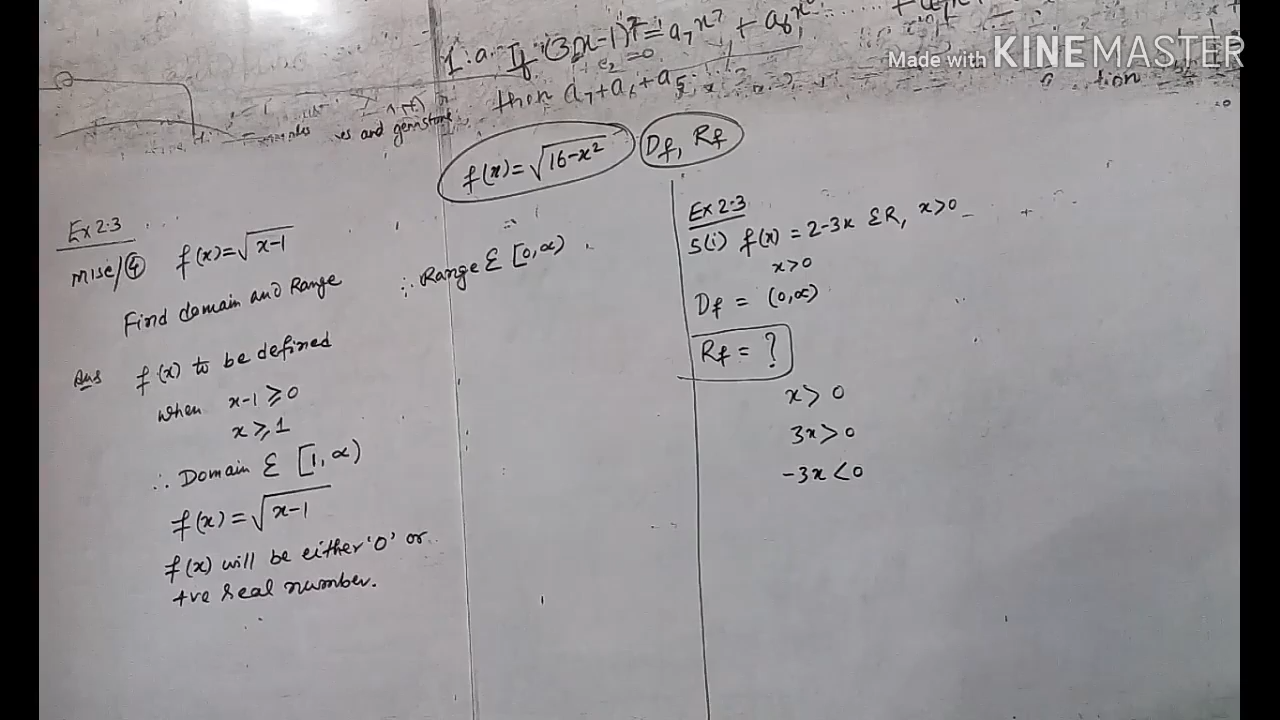 Made with KINEMASTER
1.a. If (3x-1)⁷ = a₇x⁷ + a₆x⁶
then a₇+a₆+a₅
f(x)=√(16-x²) Df, Rf
Ex 2.3
misc/④ f(x)=√(x-1)
Find domain and Range
Ans f(x) to be defined
when x-1 ≥ 0
x ≥ 1
∴ Domain Ɛ [1, ∝)
f(x) = √(x-1)
f(x) will be either '0' or
+ve real number.
∴ Range Ɛ [0, ∝)
Ex 2.3
5(i) f(x) = 2-3x ƐR, x>0
x>0
Df = (0,∝)
Rf = ?
x > 0
3x > 0
-3x < 0